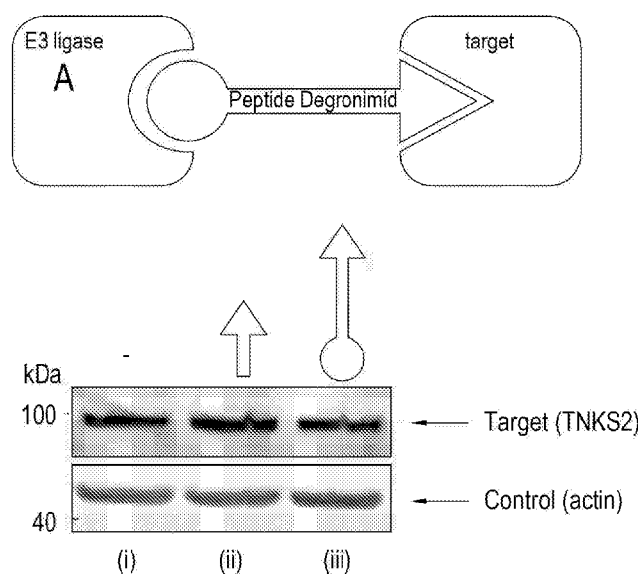 E3 ligase
A
target
Peptide Degronimid
-
kDa
100
Target (TNKS2)
Control (actin)
40
(i) (ii) (iii)